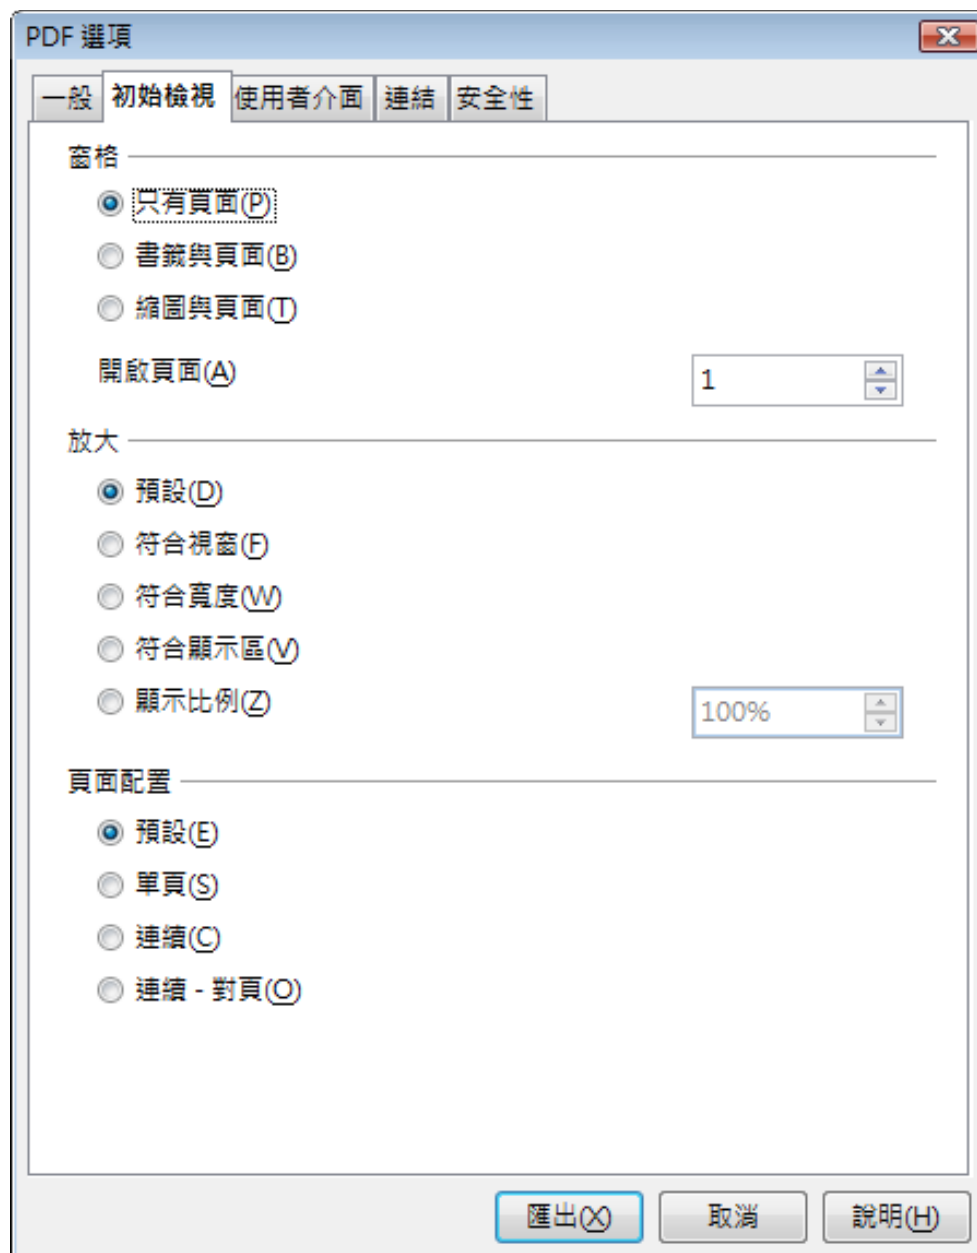 PDF 選項
一般 初始檢視 使用者介面 連結 安全性
窗格
只有頁面(P)
書籤與頁面(B)
縮圖與頁面(T)
開啟頁面(A) 1
放大
預設(D)
符合視窗(F)
符合寬度(W)
符合顯示區(V)
顯示比例(Z) 100%
頁面配置
預設(E)
單頁(S)
連續(C)
連續 - 對頁(O)
匯出(X) 取消 說明(H)